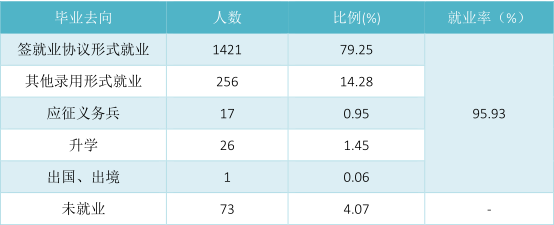 毕业去向 人数 比例(%) 就业率（%）
签就业协议形式就业 1421 79.25
其他录用形式就业 256 14.28
应征义务兵 17 0.95 95.93
升学 26 1.45
出国、出境 1 0.06
未就业 73 4.07 -